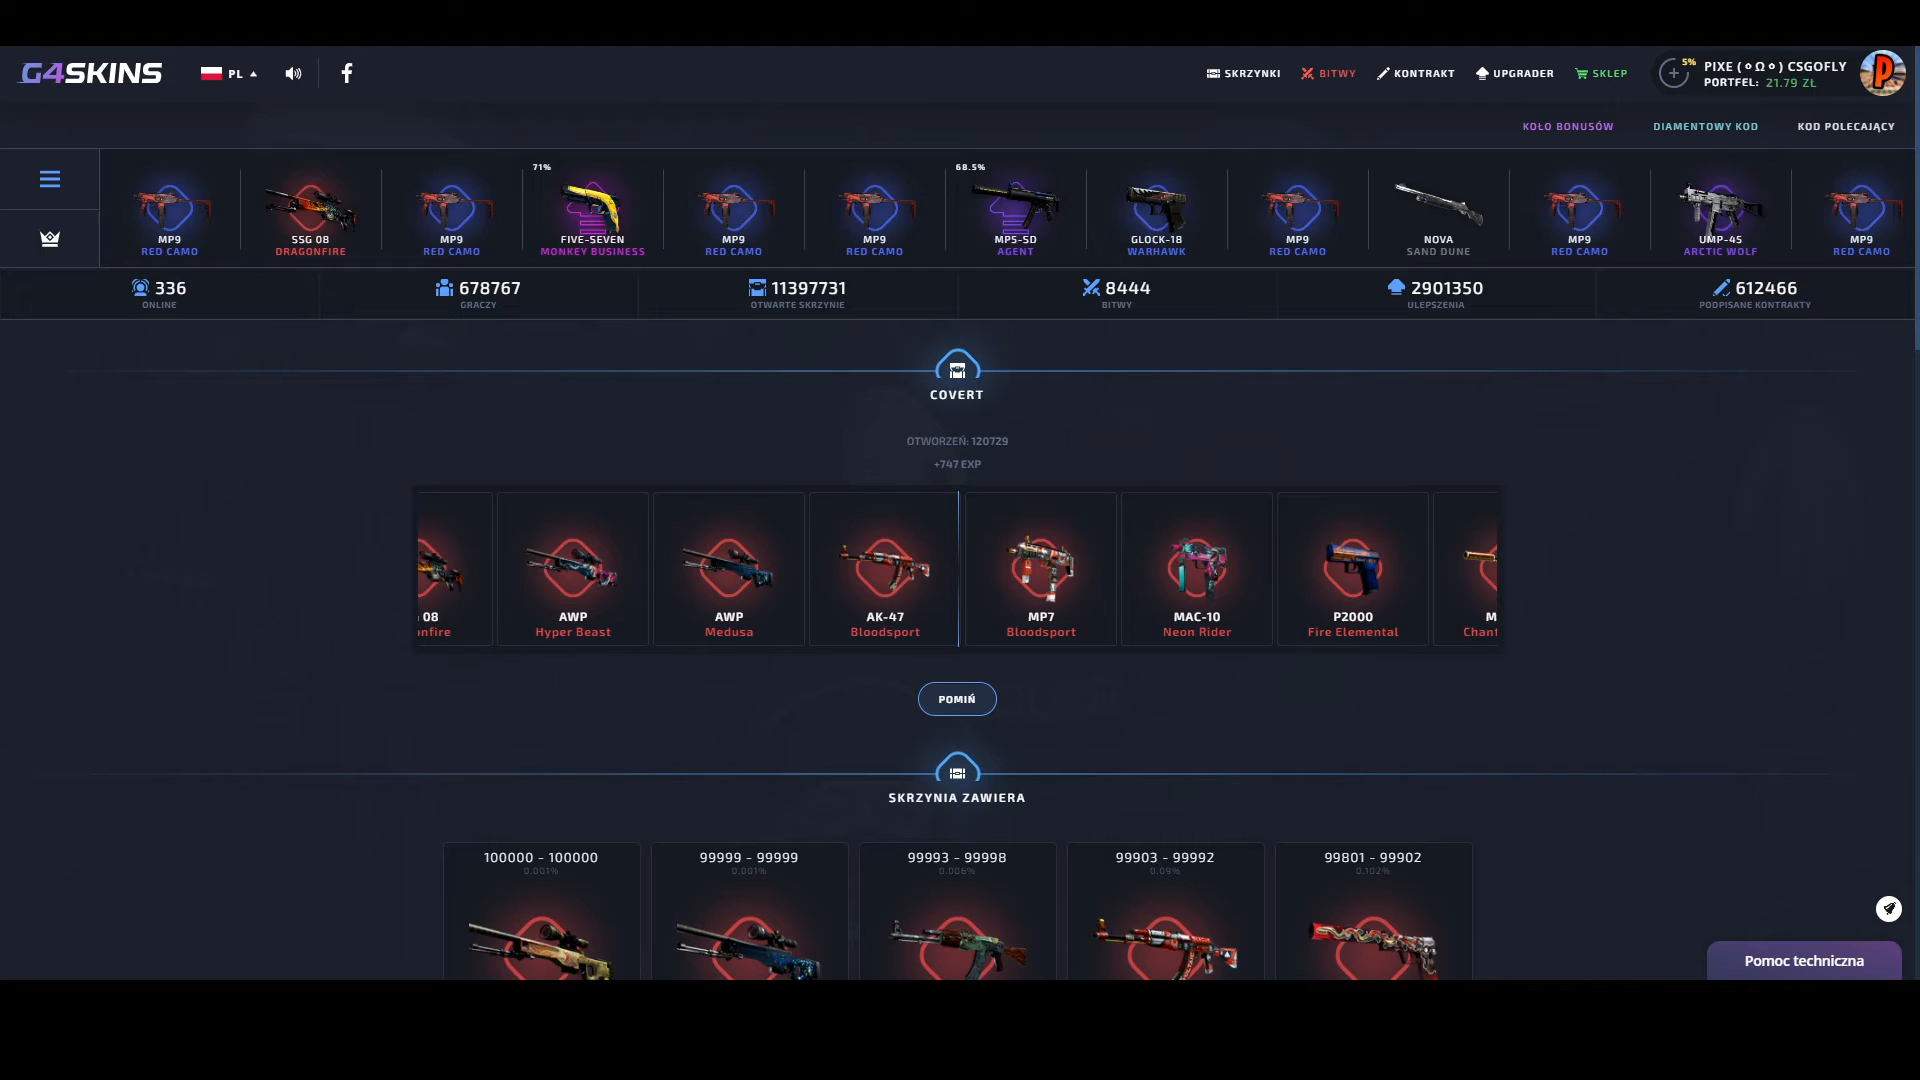 G4SKINS
PL
SKRZYNKI
BITWY
KONTRAKT
UPGRADER
SKLEP
5%
PIXE ( ⚬ Ω ⚬ ) CSGOFLY
PORTFEL: 21.79 ZŁ
KOŁO BONUSÓW
DIAMENTOWY KOD
KOD POLECAJĄCY
MP9
RED CAMO
SSG 08
DRAGONFIRE
MP9
RED CAMO
71%
FIVE-SEVEN
MONKEY BUSINESS
MP9
RED CAMO
MP9
RED CAMO
68.5%
MP5-SD
AGENT
GLOCK-18
WARHAWK
MP9
RED CAMO
NOVA
SAND DUNE
MP9
RED CAMO
UMP-45
ARCTIC WOLF
MP9
RED CAMO
336
ONLINE
678767
GRACZY
11397731
OTWARTE SKRZYNIE
8444
BITWY
2901350
ULEPSZENIA
612466
PODPISANE KONTRAKTY
COVERT
OTWORZEŃ: 120729
+747 EXP
08
nfire
AWP
Hyper Beast
AWP
Medusa
AK-47
Bloodsport
MP7
Bloodsport
MAC-10
Neon Rider
P2000
Fire Elemental
M
Chant
POMIŃ
SKRZYNIA ZAWIERA
100000 - 100000
0.001%
99999 - 99999
0.001%
99993 - 99998
0.006%
99903 - 99992
0.09%
99801 - 99902
0.102%
Pomoc techniczna